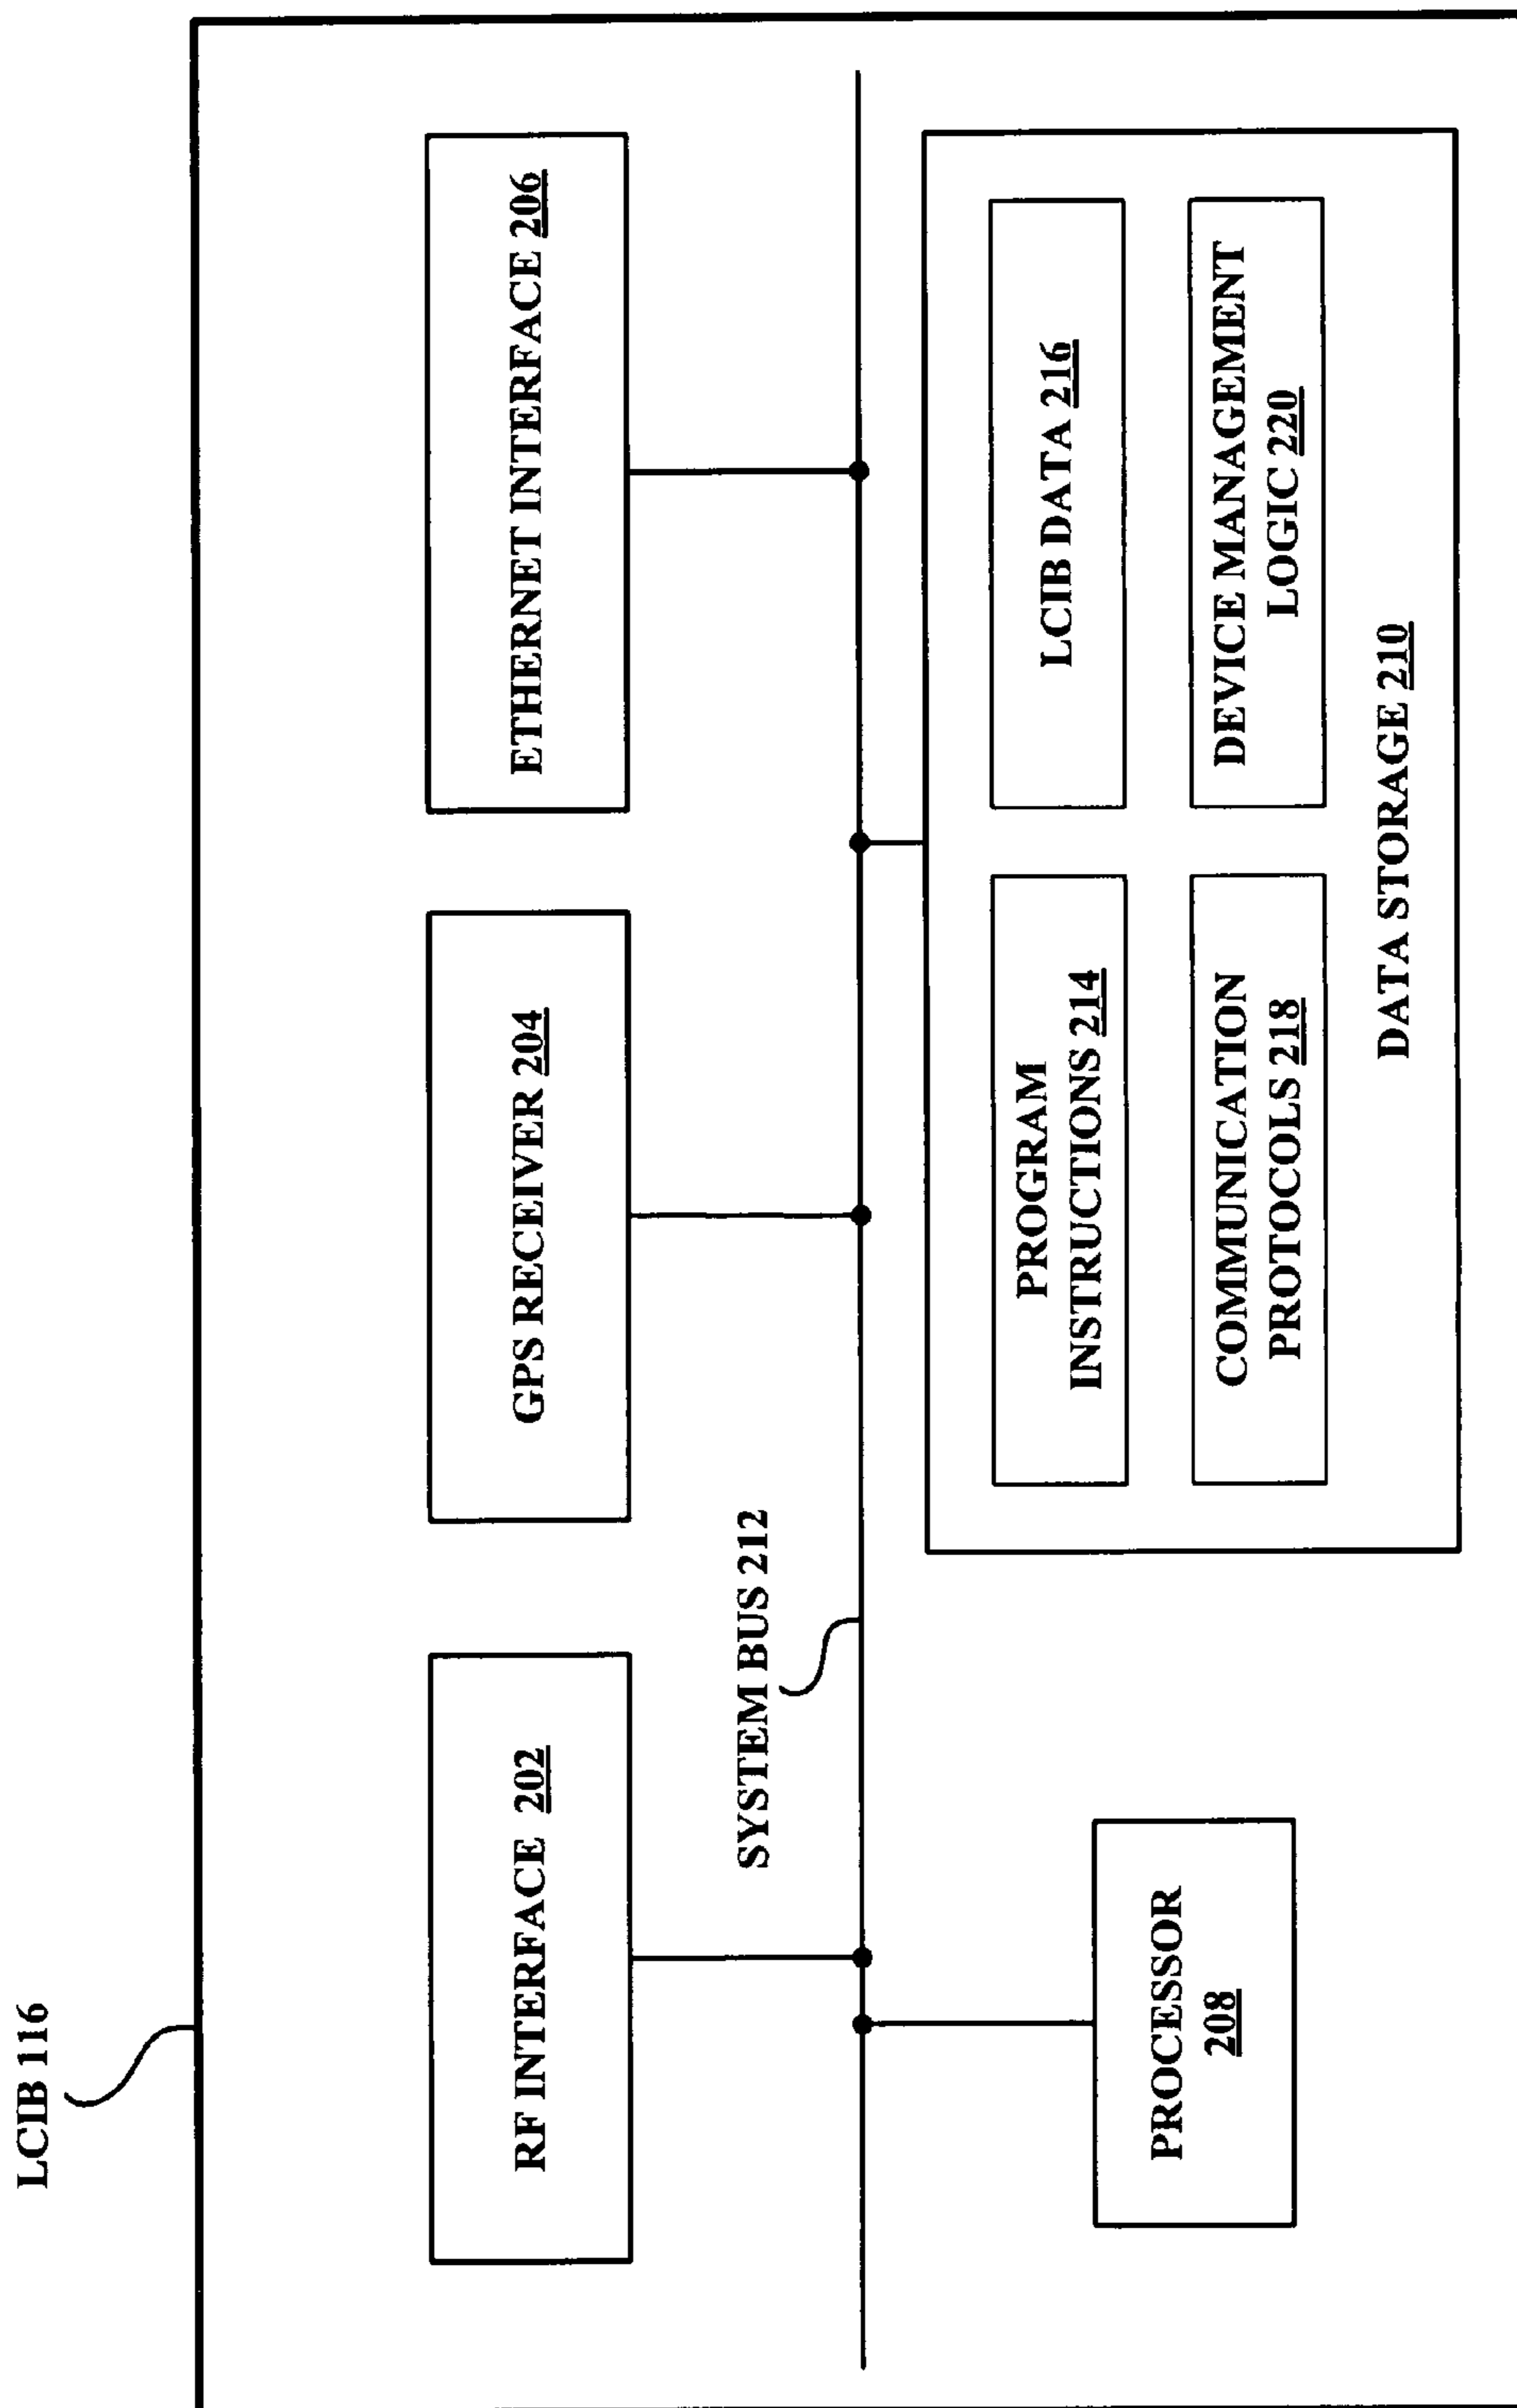 LCIB 116
RF INTERFACE 202
GPS RECEIVER 204
ETHERNET INTERFACE 206
SYSTEM BUS 212
PROCESSOR
208
PROGRAM
INSTRUCTIONS 214
LCIB DATA 216
COMMUNICATION
PROTOCOLS 218
DEVICE MANAGEMENT
LOGIC 220
DATA STORAGE 210